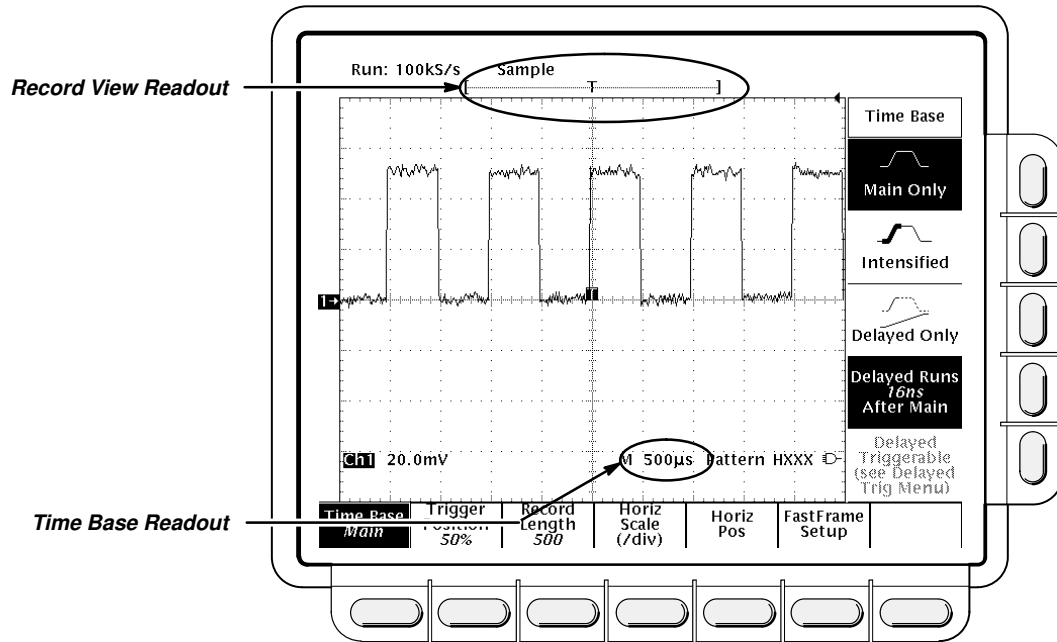 Record View Readout
Run: 100kS/s Sample
[ T ]
Time Base
Main Only
Intensified
Delayed Only
Delayed Runs
16ns
After Main
Delayed
Triggerable
(see Delayed
Trig Menu)
T
1→
Ch1 20.0mV
M 500µs Pattern HXXX
Time Base Readout
Time Base
Main
Trigger
Position
50%
Record
Length
500
Horiz
Scale
(/div)
Horiz
Pos
FastFrame
Setup